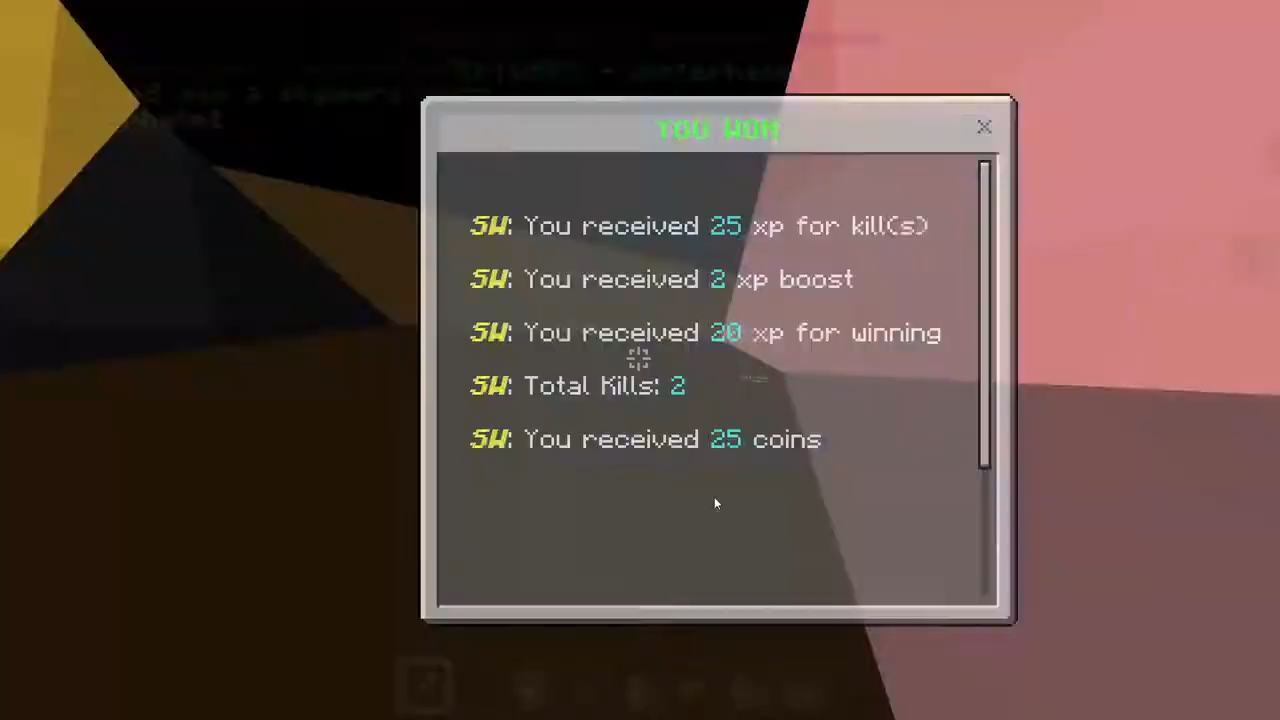 YOU WON
SW: You received 25 xp for kill(s)
SW: You received 2 xp boost
SW: You received 20 xp for winning
SW: Total Kills: 2
SW: You received 25 coins